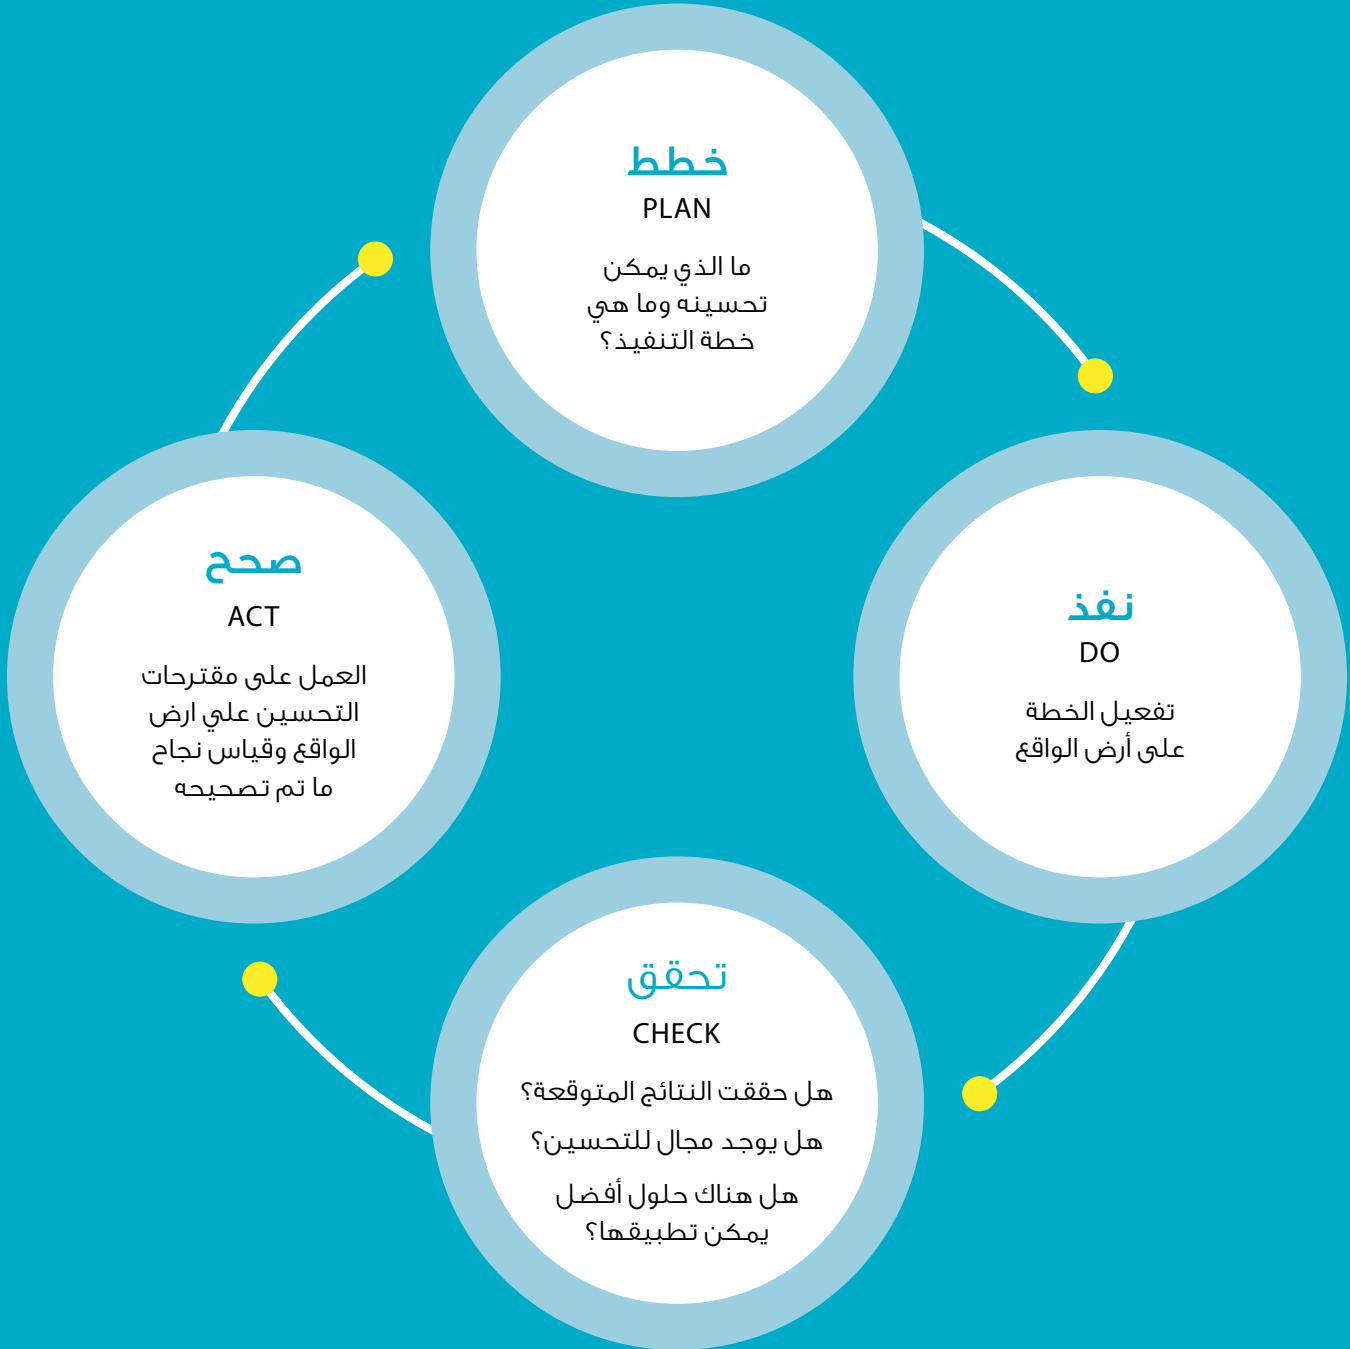 خطط
PLAN
ما الذي يمكن
تحسينه وما هي
خطة التنفيذ؟
نفذ
DO
تفعيل الخطة
على أرض الواقع
تحقق
CHECK
هل حققت النتائج المتوقعة؟
هل يوجد مجال للتحسين؟
هل هناك حلول أفضل
يمكن تطبيقها؟
صحح
ACT
العمل على مقترحات
التحسين علي ارض
الواقع وقياس نجاح
ما تم تصحيحه